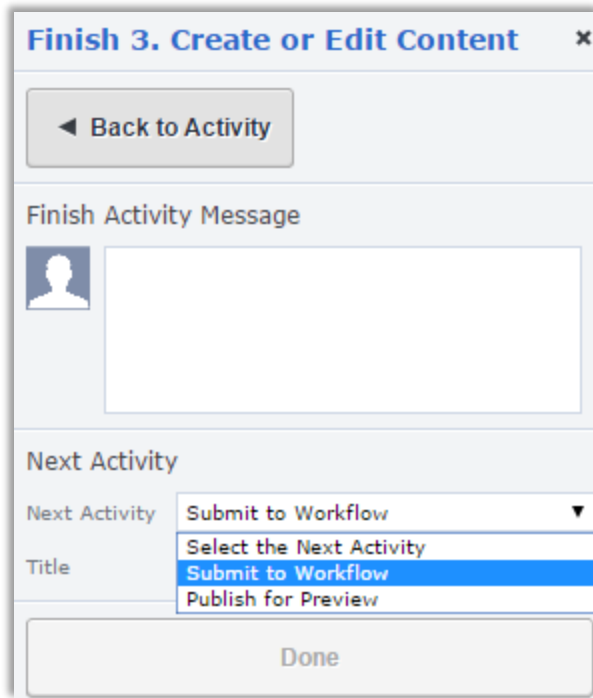 Finish 3. Create or Edit Content ×
◄ Back to Activity
Finish Activity Message
Next Activity
Next Activity Submit to Workflow ▼
Select the Next Activity
Title Submit to Workflow
Publish for Preview
Done